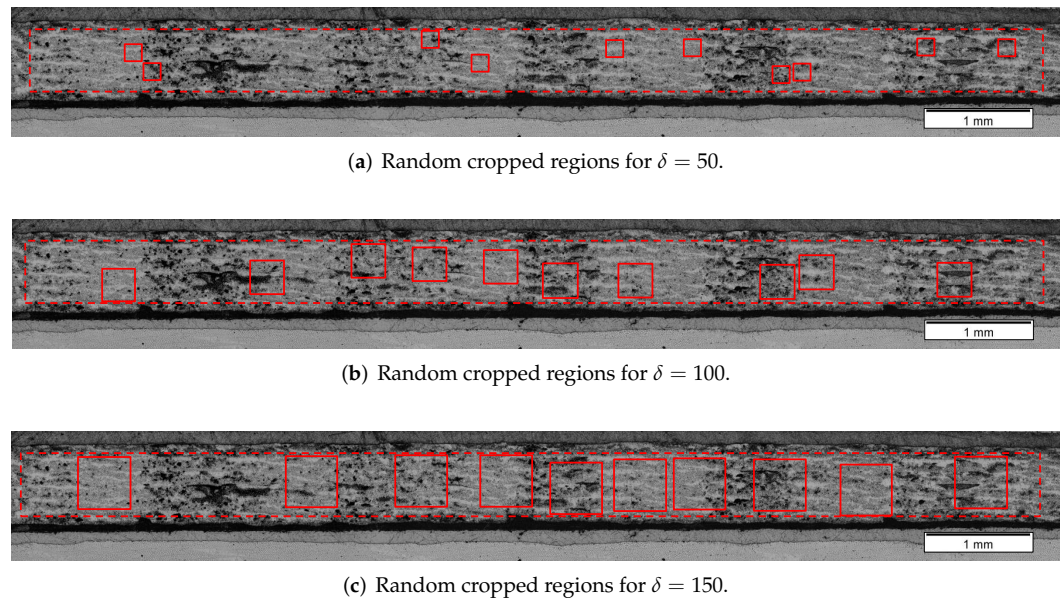 1 mm
(a) Random cropped regions for δ = 50.
1 mm
(b) Random cropped regions for δ = 100.
1 mm
(c) Random cropped regions for δ = 150.